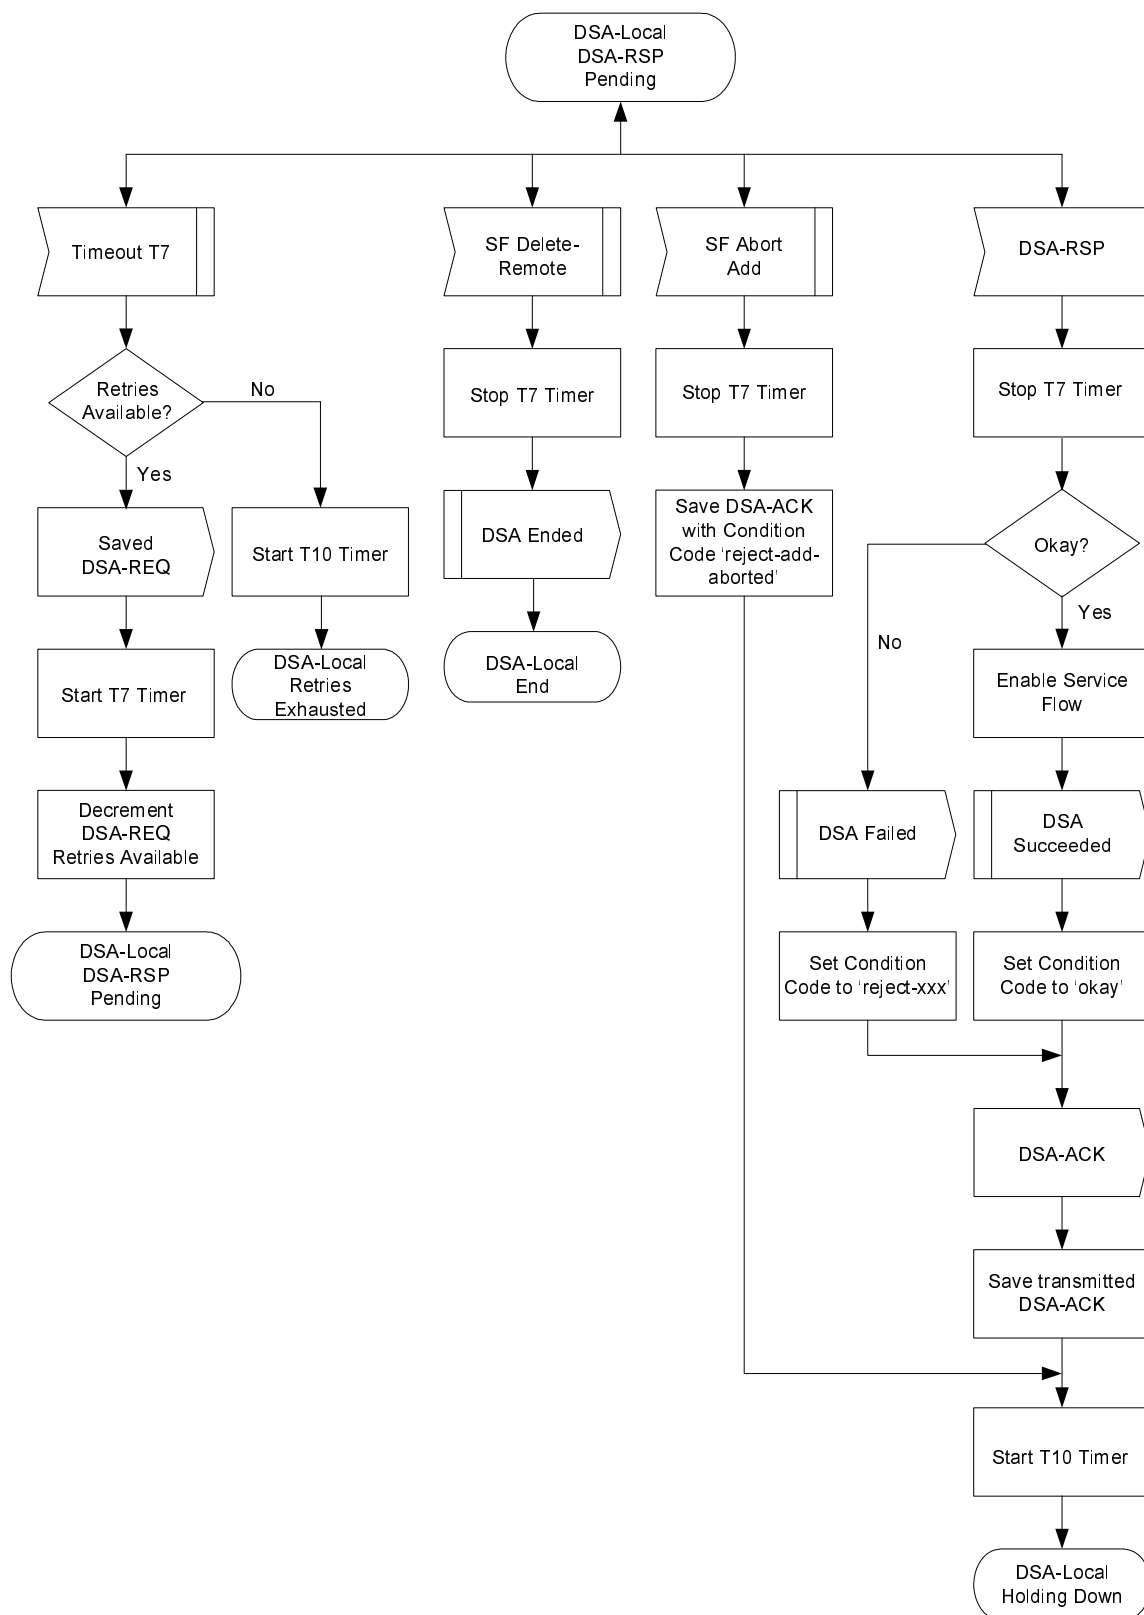 DSA-Local
DSA-RSP
Pending
Timeout T7
SF Delete-
Remote
SF Abort
Add
DSA-RSP
Retries
Available?
No
Yes
Stop T7 Timer
Stop T7 Timer
Stop T7 Timer
Saved
DSA-REQ
Start T10 Timer
DSA Ended
Save DSA-ACK
with Condition
Code ‘reject-add-
aborted’
Okay?
No
Yes
Start T7 Timer
DSA-Local
Retries
Exhausted
DSA-Local
End
Enable Service
Flow
Decrement
DSA-REQ
Retries Available
DSA Failed
DSA
Succeeded
DSA-Local
DSA-RSP
Pending
Set Condition
Code to ‘reject-xxx’
Set Condition
Code to ‘okay’
DSA-ACK
Save transmitted
DSA-ACK
Start T10 Timer
DSA-Local
Holding Down